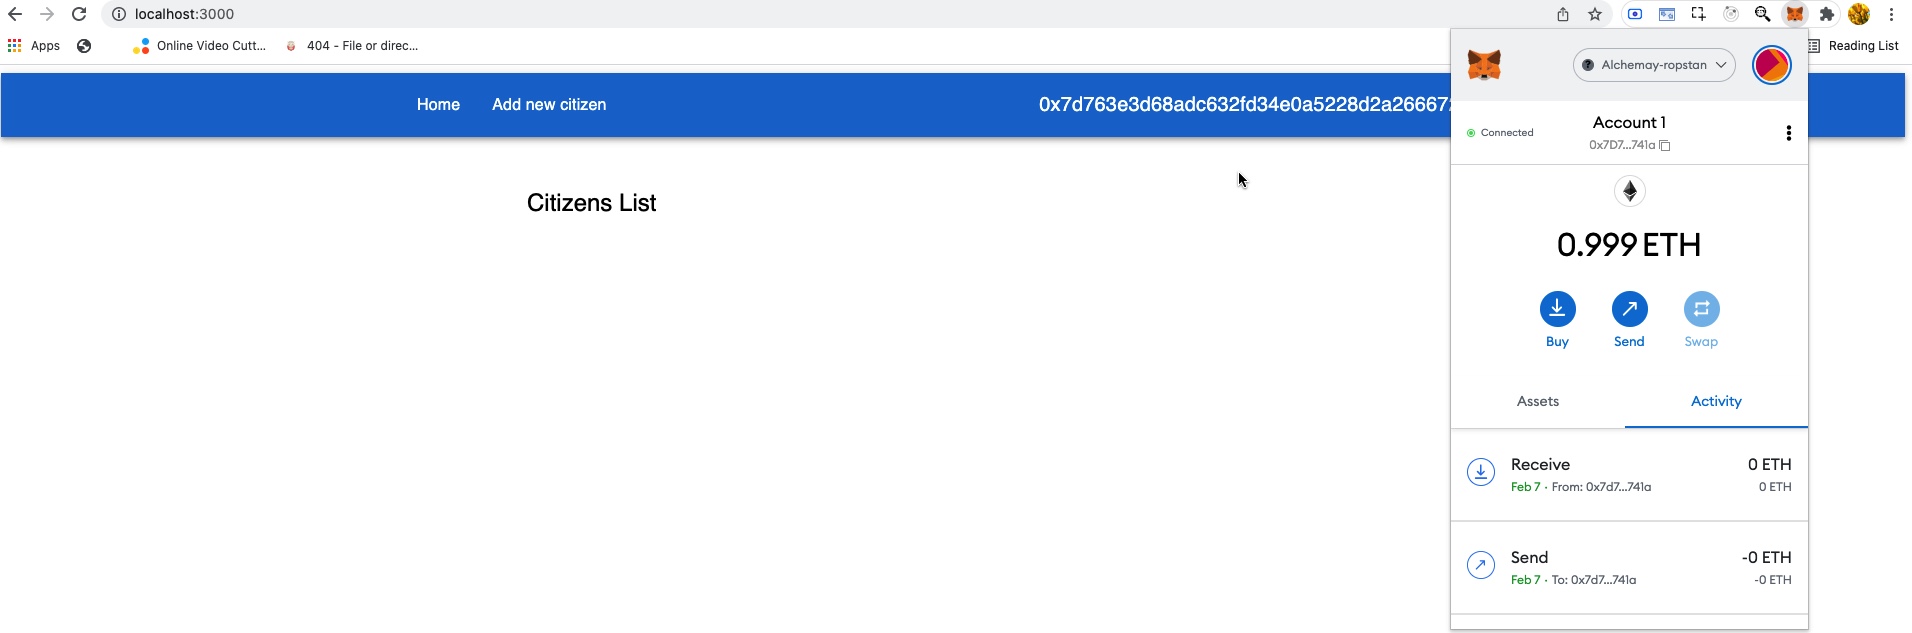 localhost:3000
Apps
Online Video Cutt...
404 - File or direc...
Reading List
Home
Add new citizen
0x7d763e3d68adc632fd34e0a5228d2a26667
Citizens List
Alchemay-ropstan
Connected
Account 1
0x7D7...741a
0.999 ETH
Buy
Send
Swap
Assets
Activity
Receive
0 ETH
Feb 7 · From: 0x7d7...741a
0 ETH
Send
-0 ETH
Feb 7 · To: 0x7d7...741a
-0 ETH